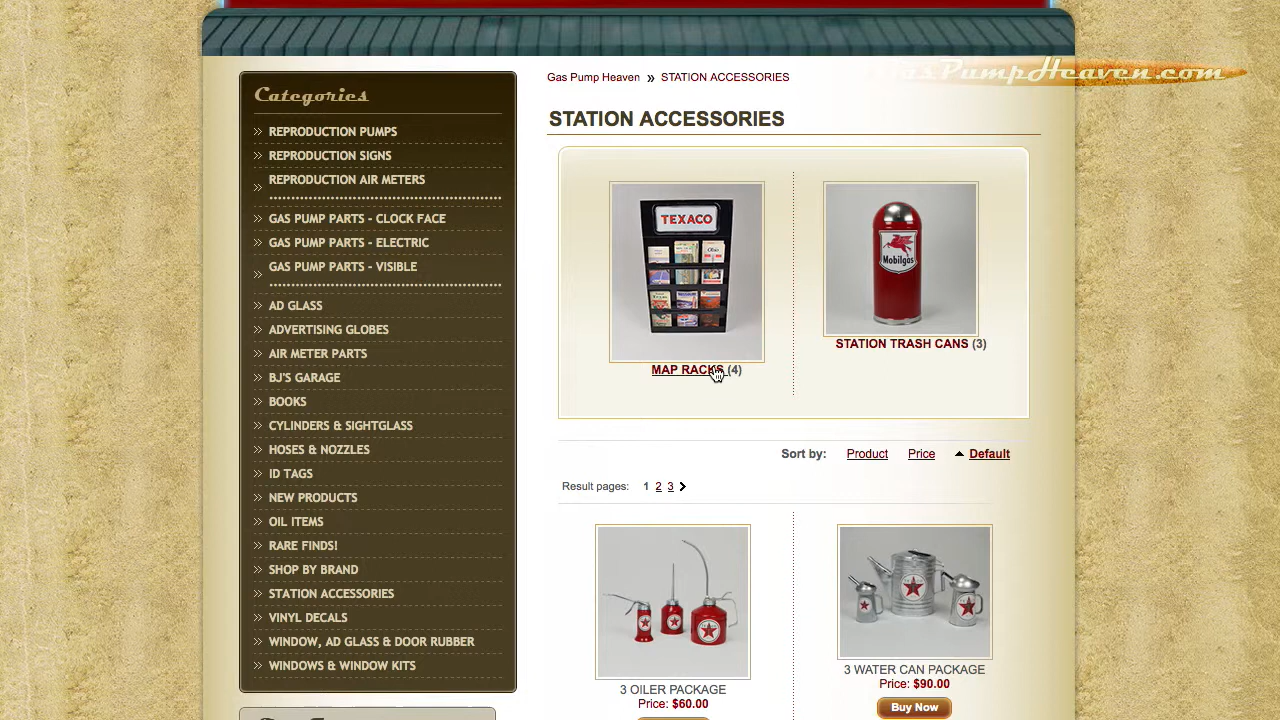 GasPumpHeaven.com
Gas Pump Heaven » STATION ACCESSORIES
Categories
REPRODUCTION PUMPS
REPRODUCTION SIGNS
REPRODUCTION AIR METERS
GAS PUMP PARTS - CLOCK FACE
GAS PUMP PARTS - ELECTRIC
GAS PUMP PARTS - VISIBLE
AD GLASS
ADVERTISING GLOBES
AIR METER PARTS
BJ'S GARAGE
BOOKS
CYLINDERS & SIGHTGLASS
HOSES & NOZZLES
ID TAGS
NEW PRODUCTS
OIL ITEMS
RARE FINDS!
SHOP BY BRAND
STATION ACCESSORIES
VINYL DECALS
WINDOW, AD GLASS & DOOR RUBBER
WINDOWS & WINDOW KITS
STATION ACCESSORIES
TEXACO
MAP RACKS (4)
Mobilgas
STATION TRASH CANS (3)
Sort by: Product Price Default
Result pages: 1 2 3
3 OILER PACKAGE
Price: $60.00
3 WATER CAN PACKAGE
Price: $90.00
Buy Now